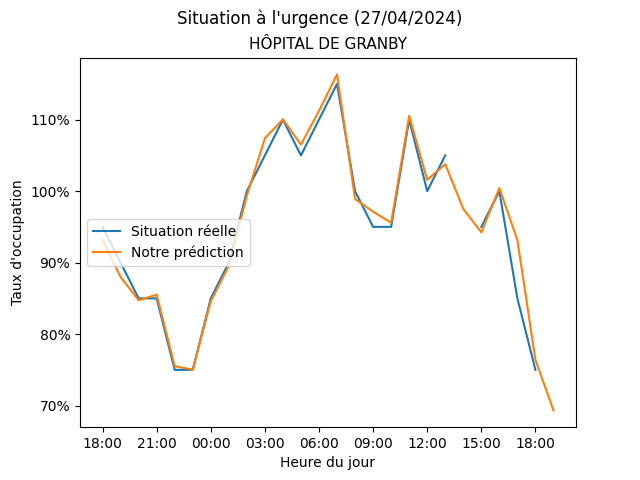 Situation à l'urgence (27/04/2024)
HÔPITAL DE GRANBY
110%
100%
90%
80%
70%
Taux d'occupation
Situation réelle
Notre prédiction
18:00 21:00 00:00 03:00 06:00 09:00 12:00 15:00 18:00
Heure du jour